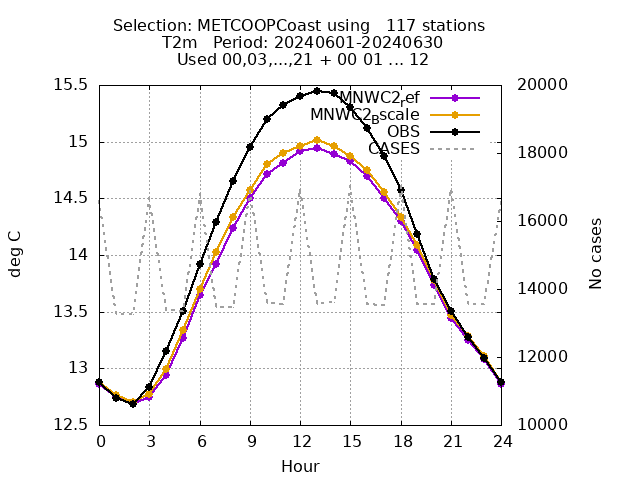 Selection: METCOOPCoast using   117 stations
T2m   Period: 20240601-20240630
Used 00,03,...,21 + 00 01 ... 12
15.5
15
14.5
14
13.5
13
12.5
20000
18000
16000
14000
12000
10000
deg C
No cases
MNWC2ref
MNWC2Bscale
OBS
CASES
0 3 6 9 12 15 18 21 24
Hour